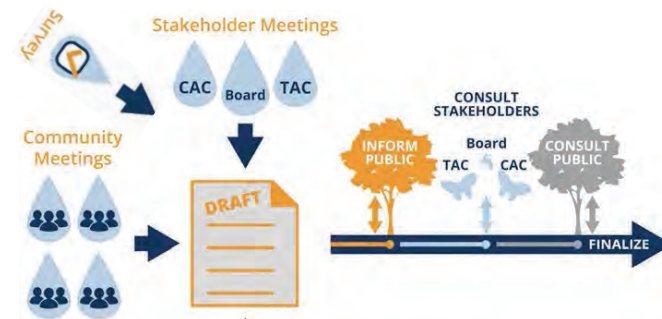 Survey
Stakeholder Meetings
CAC
Board
TAC
Community
Meetings
DRAFT
CONSULT
STAKEHOLDERS
INFORM
PUBLIC
Board
TAC
CAC
CONSULT
PUBLIC
FINALIZE